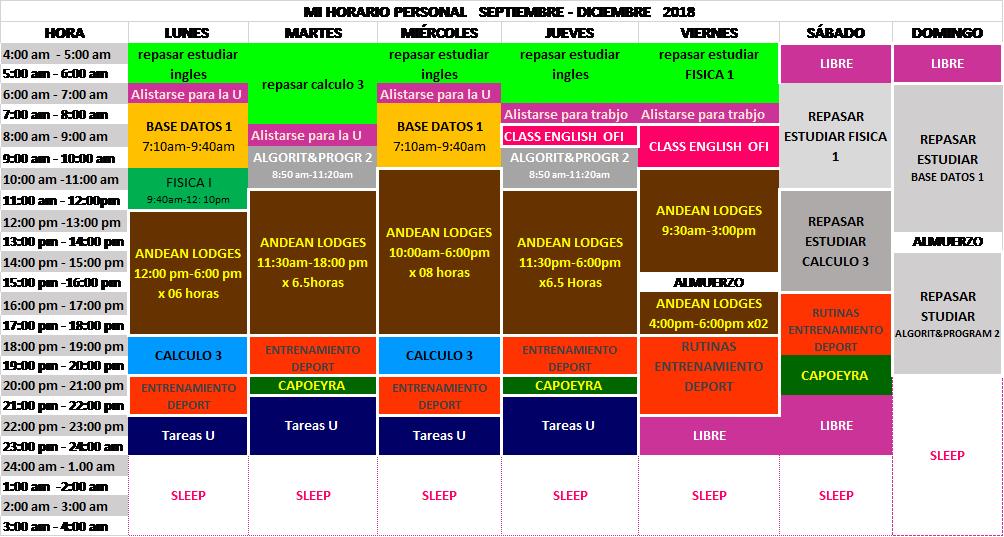 MI HORARIO PERSONAL SEPTIEMBRE - DICIEMBRE 2018
HORA LUNES MARTES MIÉRCOLES JUEVES VIERNES SÁBADO DOMINGO
4:00 am - 5:00 am
5:00 am - 6:00 am
6:00 am - 7:00 am
7:00 am - 8:00 am
8:00 am - 9:00 am
9:00 am - 10:00 am
10:00 am -11:00 am
11:00 am - 12:00pm
12:00 pm -13:00 pm
13:00 pm - 14:00 pm
14:00 pm - 15:00 pm
15:00 pm -16:00 pm
16:00 pm - 17:00 pm
17:00 pm - 18:00 pm
18:00 pm - 19:00 pm
19:00 pm - 20:00 pm
20:00 pm - 21:00 pm
21:00 pm - 22:00 pm
22:00 pm - 23:00 pm
23:00 pm - 24:00 am
24:00 am - 1.00 am
1:00 am -2:00 am
2:00 am - 3:00 am
3:00 am - 4:00 am
repasar estudiar
ingles
Alistarse para la U
BASE DATOS 1
7:10am-9:40am
FISICA I
9:40am-12: 10pm
ANDEAN LODGES
12:00 pm-6:00 pm
x 06 horas
CALCULO 3
ENTRENAMIENTO
DEPORT
Tareas U
SLEEP
repasar calculo 3
Alistarse para la U
ALGORIT&PROGR 2
8:50 am-11:20am
ANDEAN LODGES
11:30am-18:00 pm
x 6.5horas
ENTRENAMIENTO
DEPORT
CAPOEYRA
Tareas U
repasar estudiar
ingles
Alistarse para la U
BASE DATOS 1
7:10am-9:40am
ANDEAN LODGES
10:00am-6:00pm
x 08 horas
CALCULO 3
ENTRENAMIENTO
DEPORT
Tareas U
SLEEP
repasar estudiar
ingles
Alistarse para trabjo
CLASS ENGLISH OFI
ALGORIT&PROGR 2
8:50 am-11:20am
ANDEAN LODGES
11:30pm-6:00pm
x6.5 Horas
ENTRENAMIENTO
DEPORT
CAPOEYRA
Tareas U
repasar estudiar
FISICA 1
Alistarse para trabjo
CLASS ENGLISH OFI
ANDEAN LODGES
9:30am-3:00pm
ALMUERZO
ANDEAN LODGES
4:00pm-6:00pm x02
RUTINAS
ENTRENAMIENTO
DEPORT
LIBRE
SLEEP
LIBRE
REPASAR
ESTUDIAR FISICA
1
REPASAR
ESTUDIAR
CALCULO 3
RUTINAS
ENTRENAMIENTO
DEPORT
CAPOEYRA
LIBRE
SLEEP
LIBRE
REPASAR
ESTUDIAR
BASE DATOS 1
ALMUERZO
REPASAR
STUDIAR
ALGORIT&PROGRAM 2
SLEEP